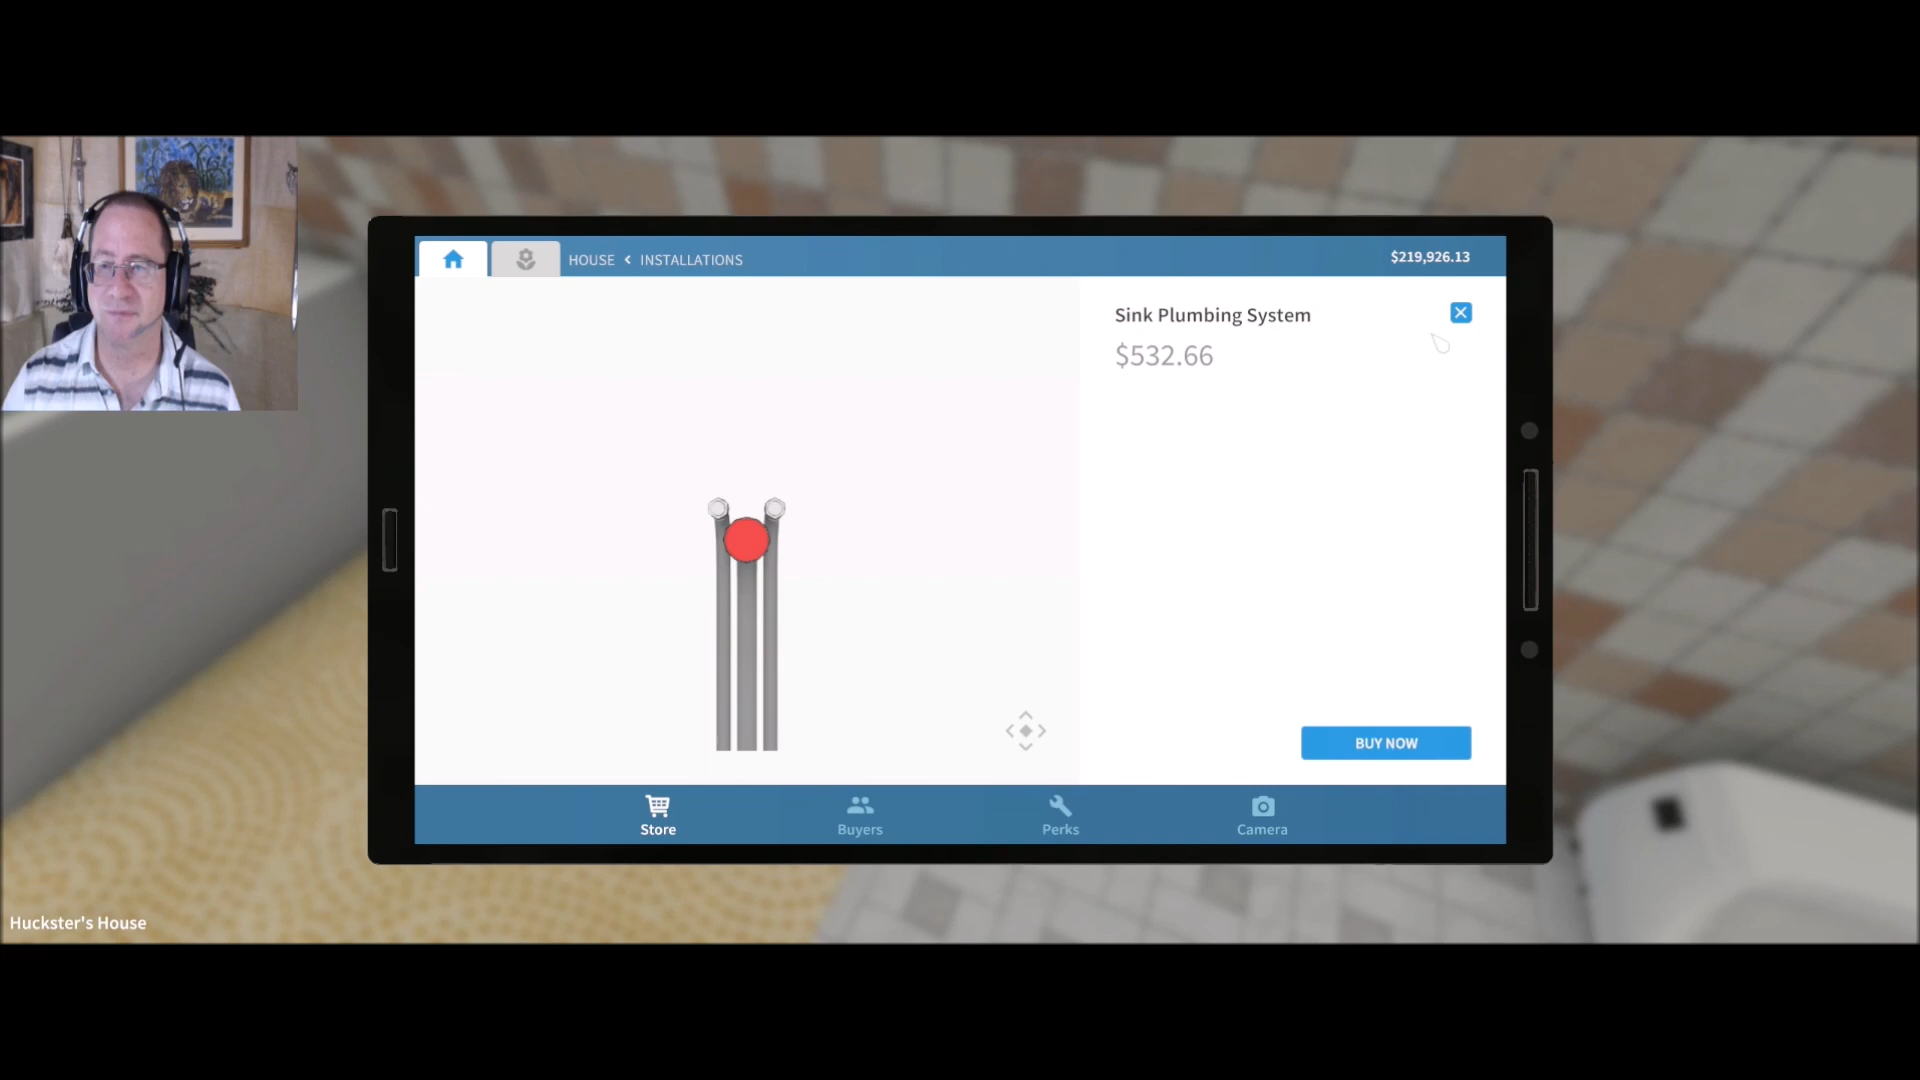 HOUSE < INSTALLATIONS
$219,926.13
Sink Plumbing System
$532.66
BUY NOW
Store
Buyers
Perks
Camera
Huckster's House